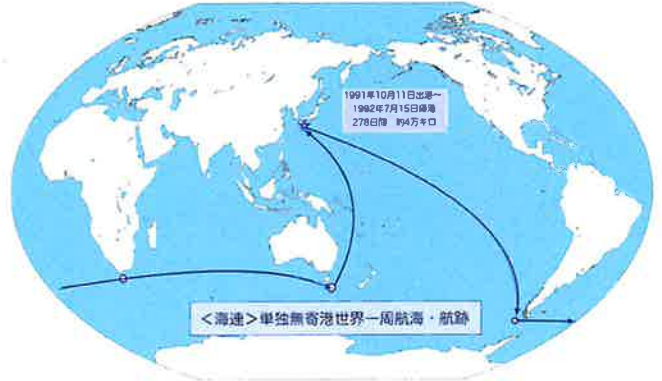 1991年10月11日出港～
1992年7月15日帰港
278日間　約4万キロ
＜海連＞単独無寄港世界一周航海・航跡